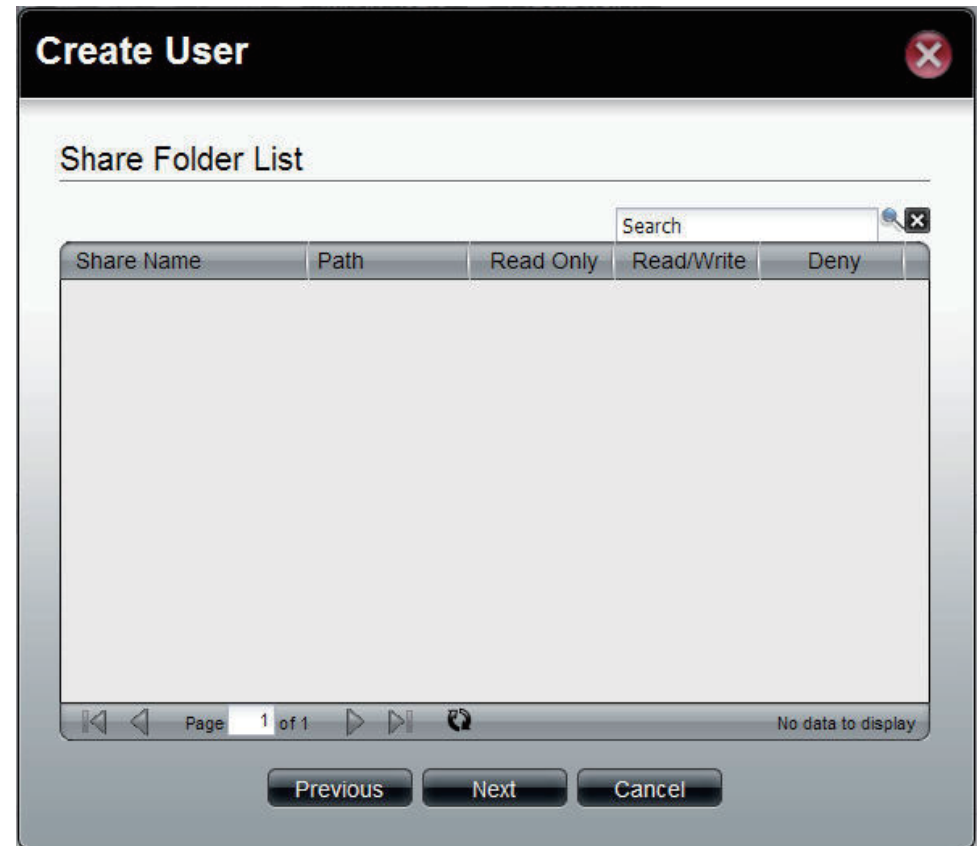 Create User
Share Folder List
Search
Share Name Path Read Only Read/Write Deny
Page 1 of 1 No data to display
Previous Next Cancel